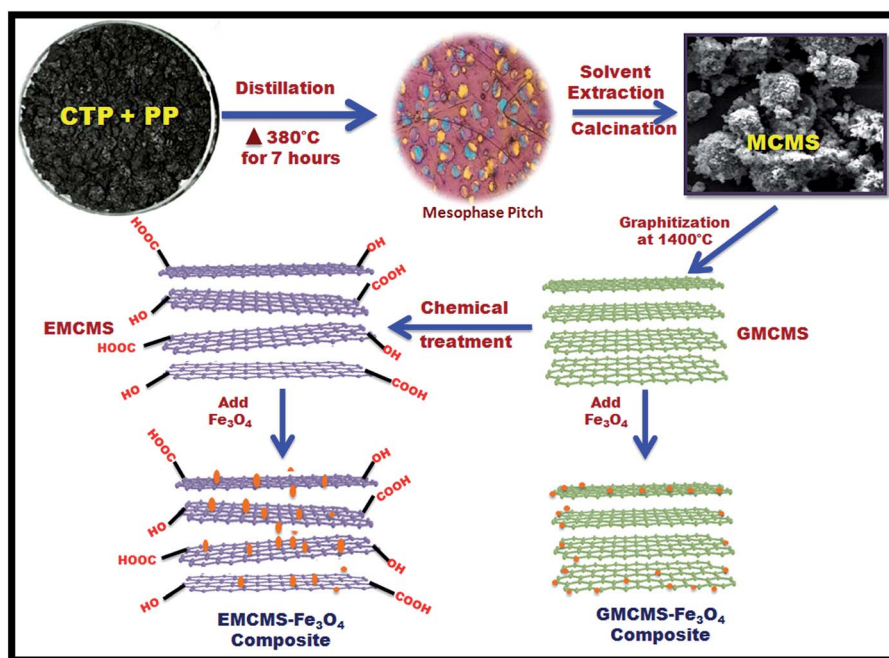 CTP + PP
Distillation
▲ 380°C
for 7 hours
Mesophase Pitch
Solvent
Extraction
Calcination
MCMS
Graphitization
at 1400°C
GMCMS
Chemical
treatment
EMCMS
HOOC
OH
COOH
HO
HOOC
OH
HO
COOH
Add
Fe₃O₄
Add
Fe₃O₄
HOOC
OH
COOH
HO
HOOC
OH
HO
COOH
EMCMS-Fe₃O₄
Composite
GMCMS-Fe₃O₄
Composite